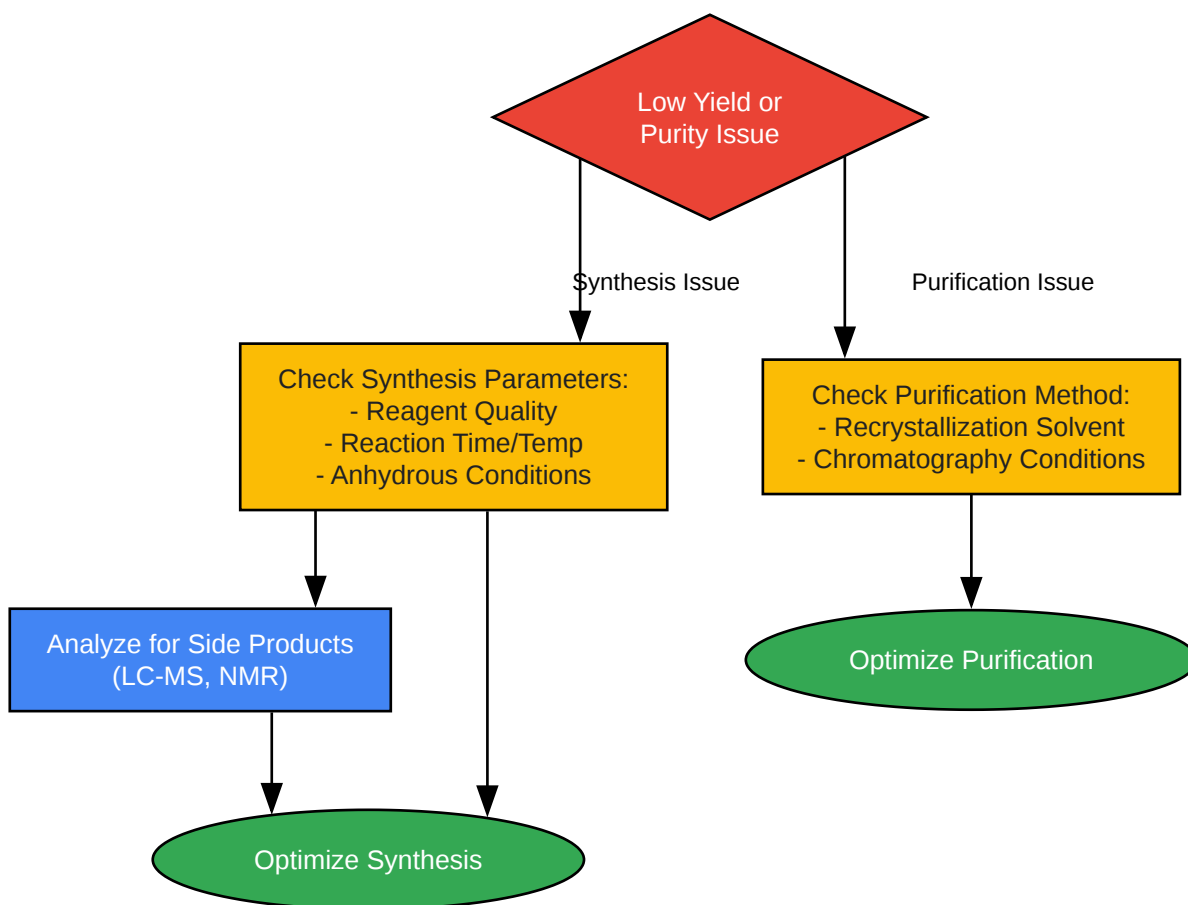 Low Yield or
Purity Issue
Synthesis Issue
Purification Issue
Check Synthesis Parameters:
- Reagent Quality
- Reaction Time/Temp
- Anhydrous Conditions
Check Purification Method:
- Recrystallization Solvent
- Chromatography Conditions
Analyze for Side Products
(LC-MS, NMR)
Optimize Purification
Optimize Synthesis